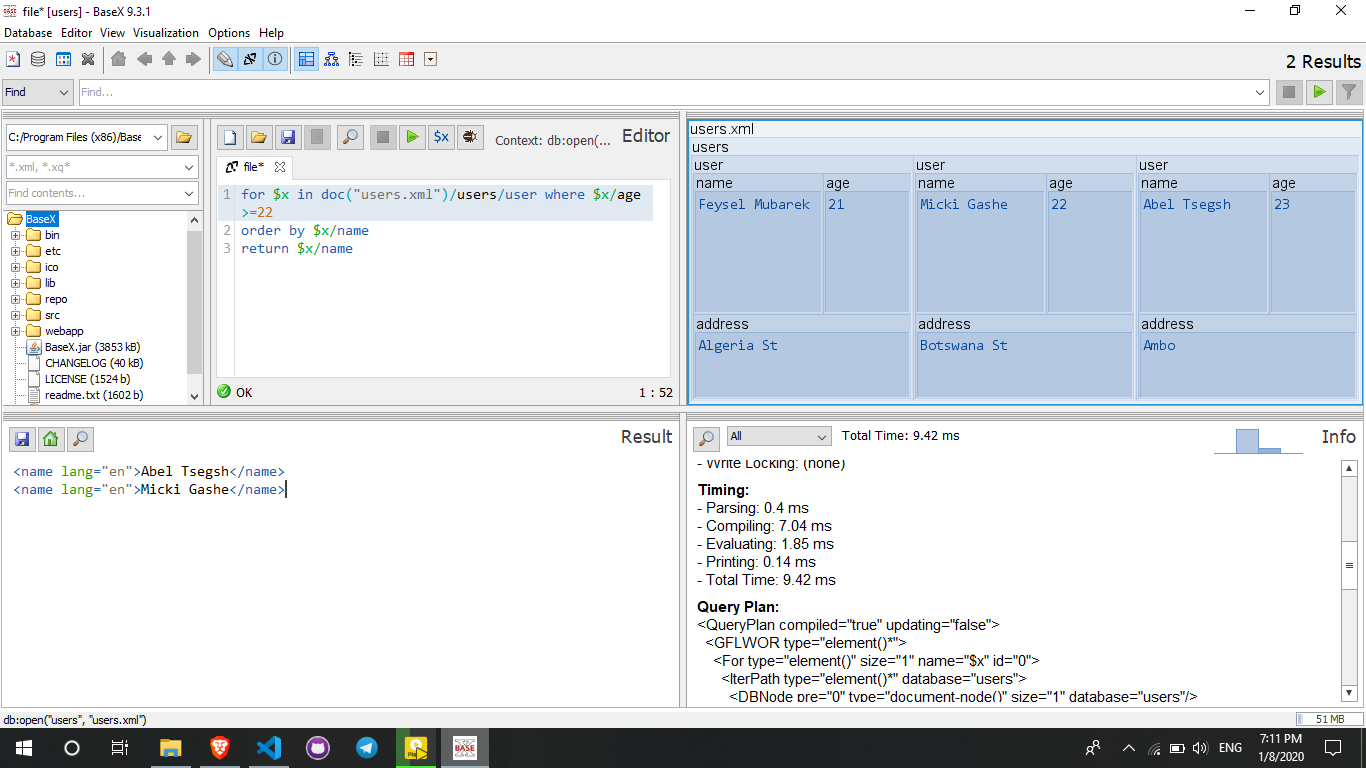 file* [users] - BaseX 9.3.1
Database Editor View Visualization Options Help
2 Results
Find
Find...
C:/Program Files (x86)/Base
*.xml, *.xq*
Find contents...
BaseX
bin
etc
ico
lib
repo
src
webapp
BaseX.jar (3853 kB)
CHANGELOG (40 kB)
LICENSE (1524 b)
readme.txt (1602 b)
$x
Context: db:open(...
Editor
file*
1 for $x in doc("users.xml")/users/user where $x/age
>=22
2 order by $x/name
3 return $x/name
OK
1 : 52
users.xml
users
user user user
name age name age name age
Feysel Mubarek 21 Micki Gashe 22 Abel Tsegsh 23
address address address
Algeria St Botswana St Ambo
Result
<name lang="en">Abel Tsegsh</name>
<name lang="en">Micki Gashe</name>
All
Total Time: 9.42 ms
Info
- Write Locking: (none)
Timing:
- Parsing: 0.4 ms
- Compiling: 7.04 ms
- Evaluating: 1.85 ms
- Printing: 0.14 ms
- Total Time: 9.42 ms
Query Plan:
<QueryPlan compiled="true" updating="false">
<GFLWOR type="element()*">
<For type="element()" size="1" name="$x" id="0">
<IterPath type="element()*" database="users">
<DBNode pre="0" type="document-node()" size="1" database="users"/>
db:open("users", "users.xml")
51 MB
BASE
ENG
7:11 PM
1/8/2020